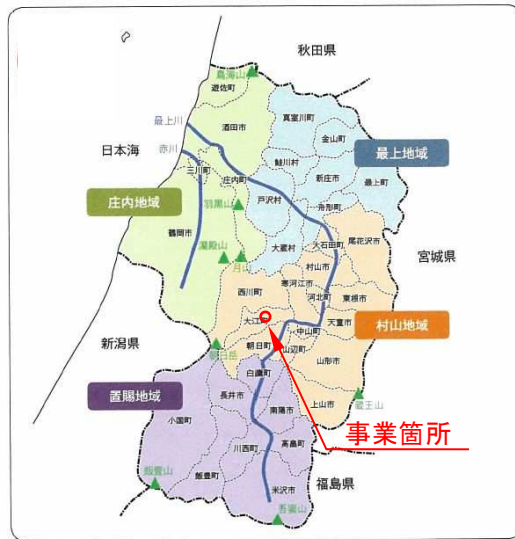 秋田県
鳥海山
遊佐町
真室川町
最上川
酒田市
金山町
日本海
赤川
鮭川村
最上地域
三川町
新庄市
庄内町
最上町
庄内地域
戸沢村
舟形町
羽黒山
鶴岡市
大蔵村
大石田町
尾花沢市
宮城県
湯殿山
月山
村山市
西川町
寒河江市
河北町
東根市
大江町
天童市
村山地域
中山町
新潟県
朝日町
山辺町
山形市
朝日岳
白鷹町
置賜地域
長井市
上山市
蔵王山
小国町
南陽市
事業箇所
川西町
高畠町
飯豊山
飯豊町
福島県
米沢市
吾妻山